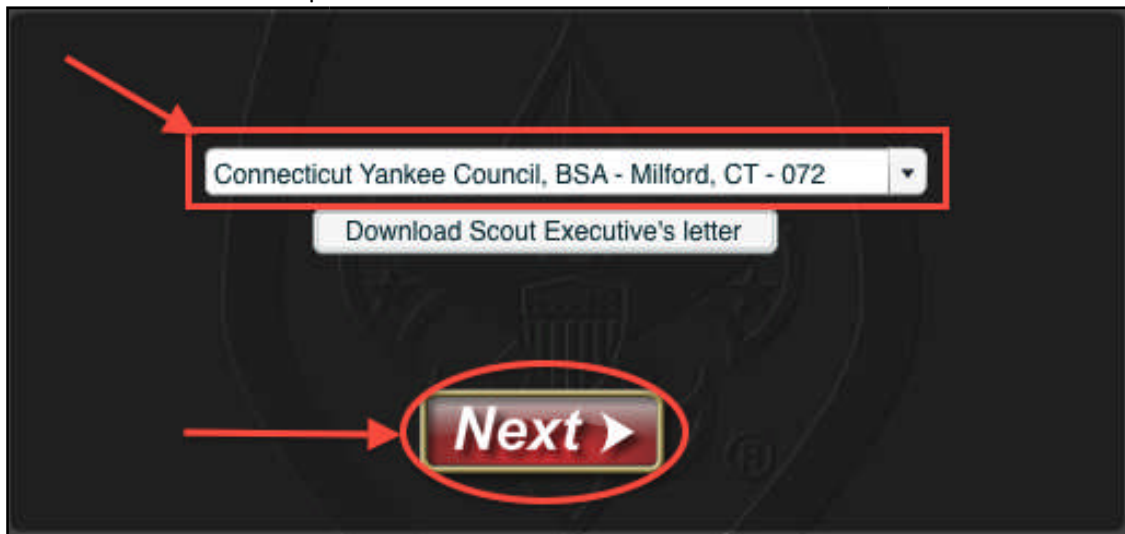 Connecticut Yankee Council, BSA - Milford, CT - 072
Download Scout Executive's letter
Next